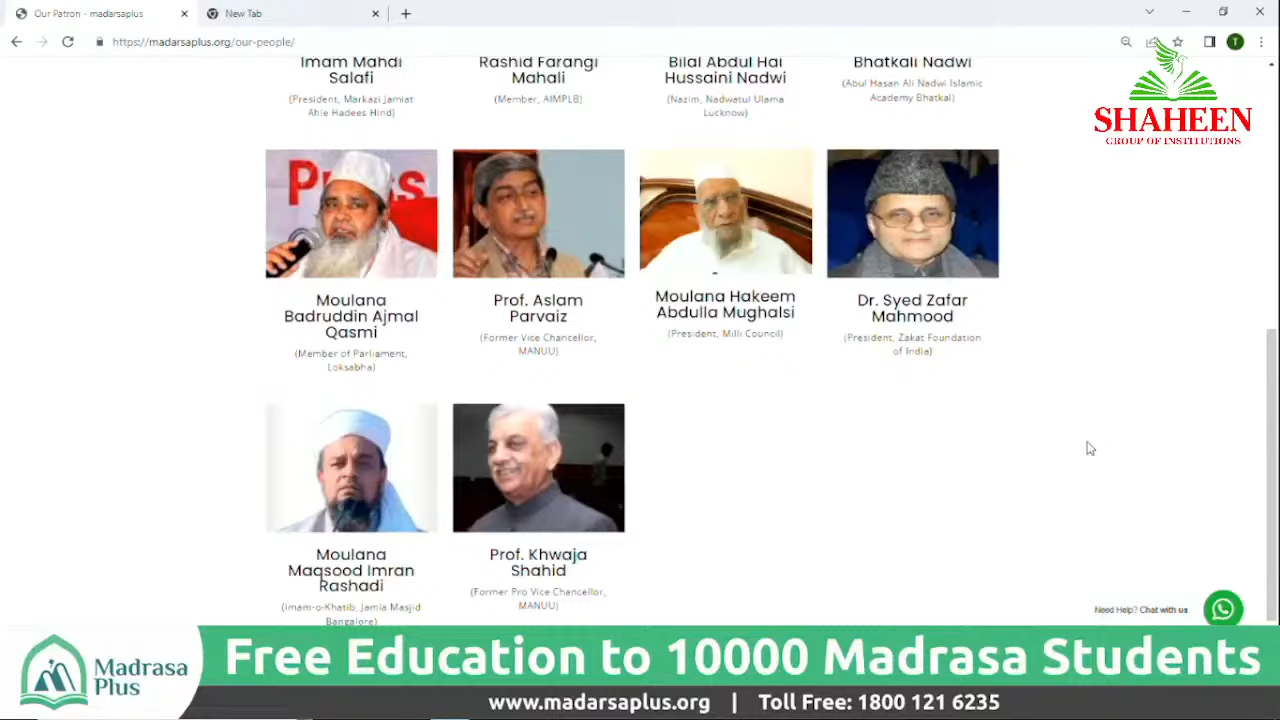 Our Patron - madarsaplus
New Tab
https://madarsaplus.org/our-people/
T
Imam Mahdi
Salafi
(President, Markazi Jamiat
Ahle Hadees Hind)
Rashid Farangi
Mahali
(Member, AIMPLB)
Bilal Abdul Hai
Hussaini Nadwi
(Nazim, Nadwatul Ulama
Lucknow)
Bhatkali Nadwi
(Abul Hasan Ali Nadwi Islamic
Academy Bhatkal)
SHAHEEN
GROUP OF INSTITUTIONS
Press
Moulana
Badruddin Ajmal
Qasmi
(Member of Parliament,
Loksabha)
Prof. Aslam
Parvaiz
(Former Vice Chancellor,
MANUU)
Moulana Hakeem
Abdulla Mughalsi
(President, Milli Council)
Dr. Syed Zafar
Mahmood
(President, Zakat Foundation
of India)
Moulana
Maqsood Imran
Rashadi
(Imam-o-Khatib, Jamia Masjid
Bangalore)
Prof. Khwaja
Shahid
(Former Pro Vice Chancellor,
MANUU)
Need Help? Chat with us
Madrasa
Plus
Free Education to 10000 Madrasa Students
www.madarsaplus.org | Toll Free: 1800 121 6235